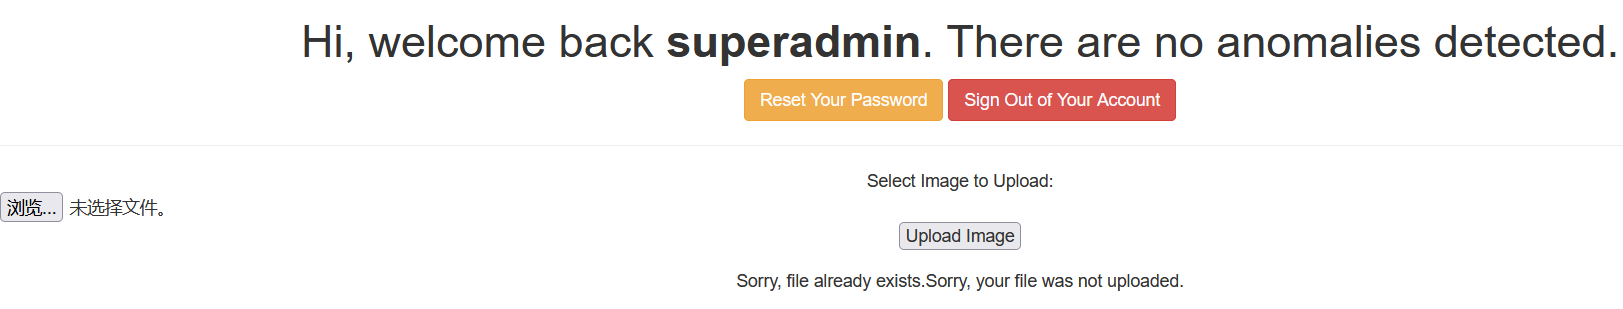 Hi, welcome back superadmin. There are no anomalies detected.
Reset Your Password Sign Out of Your Account
Select Image to Upload:
浏览... 未选择文件。
Upload Image
Sorry, file already exists.Sorry, your file was not uploaded.